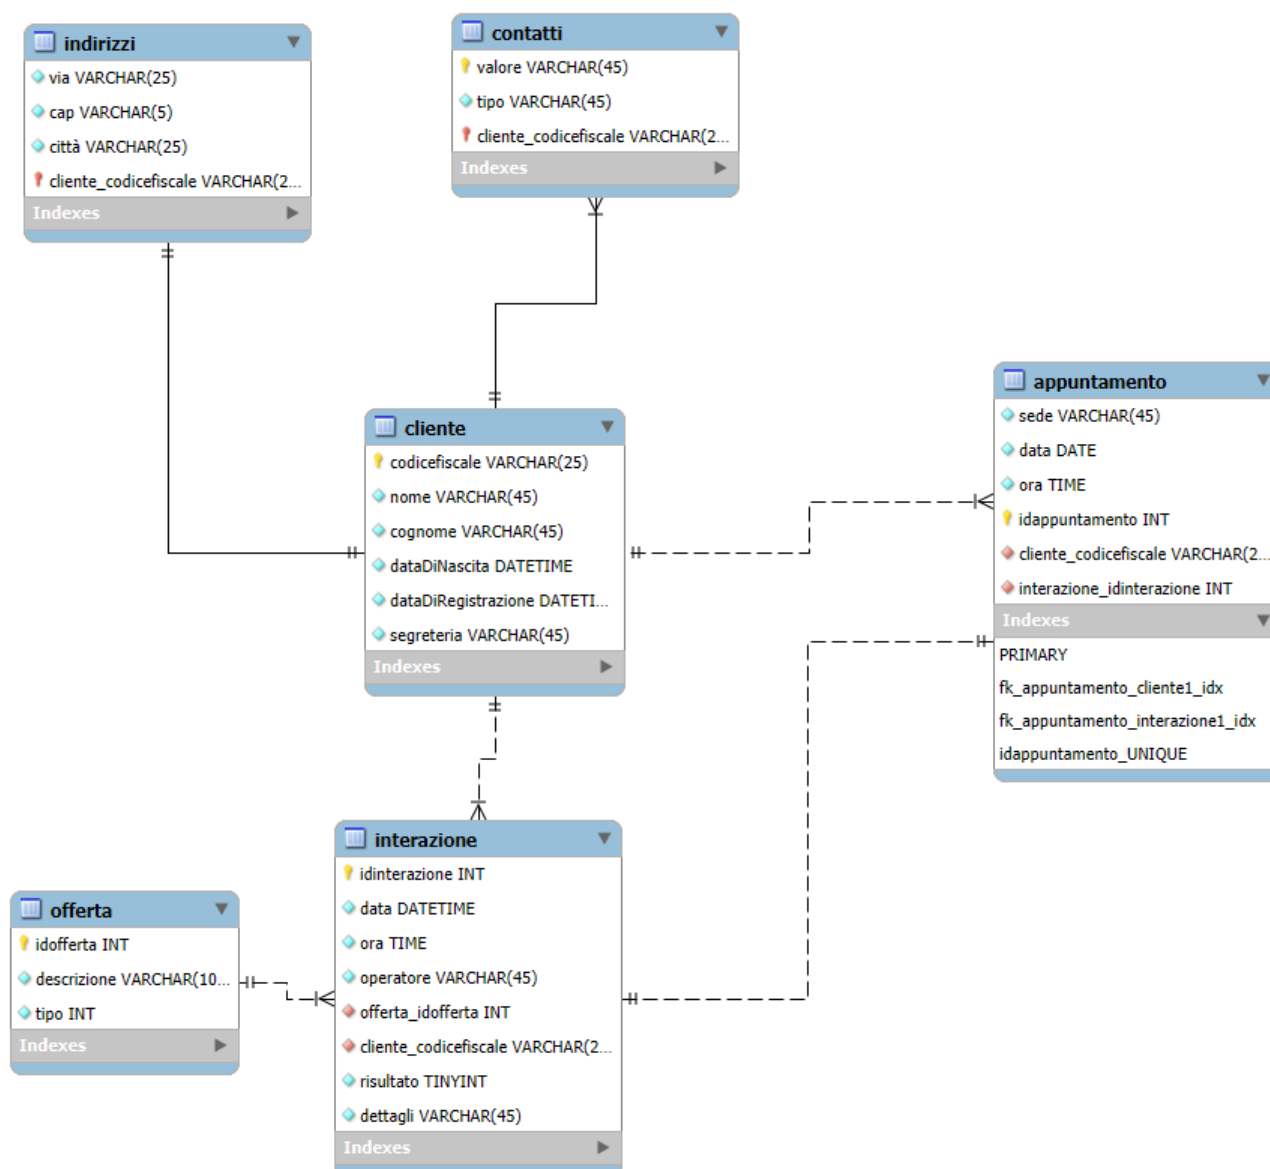 indirizzi
via VARCHAR(25)
cap VARCHAR(5)
città VARCHAR(25)
cliente_codicefiscale VARCHAR(2...
Indexes
contatti
valore VARCHAR(45)
tipo VARCHAR(45)
cliente_codicefiscale VARCHAR(2...
Indexes
cliente
codicefiscale VARCHAR(25)
nome VARCHAR(45)
cognome VARCHAR(45)
dataDiNascita DATETIME
dataDiRegistrazione DATETI...
segreteria VARCHAR(45)
Indexes
appuntamento
sede VARCHAR(45)
data DATE
ora TIME
idappuntamento INT
cliente_codicefiscale VARCHAR(2...
interazione_idinterazione INT
Indexes
PRIMARY
fk_appuntamento_cliente1_idx
fk_appuntamento_interazione1_idx
idappuntamento_UNIQUE
interazione
idinterazione INT
data DATETIME
ora TIME
operatore VARCHAR(45)
offerta_idofferta INT
cliente_codicefiscale VARCHAR(2...
risultato TINYINT
dettagli VARCHAR(45)
Indexes
offerta
idofferta INT
descrizione VARCHAR(10...
tipo INT
Indexes